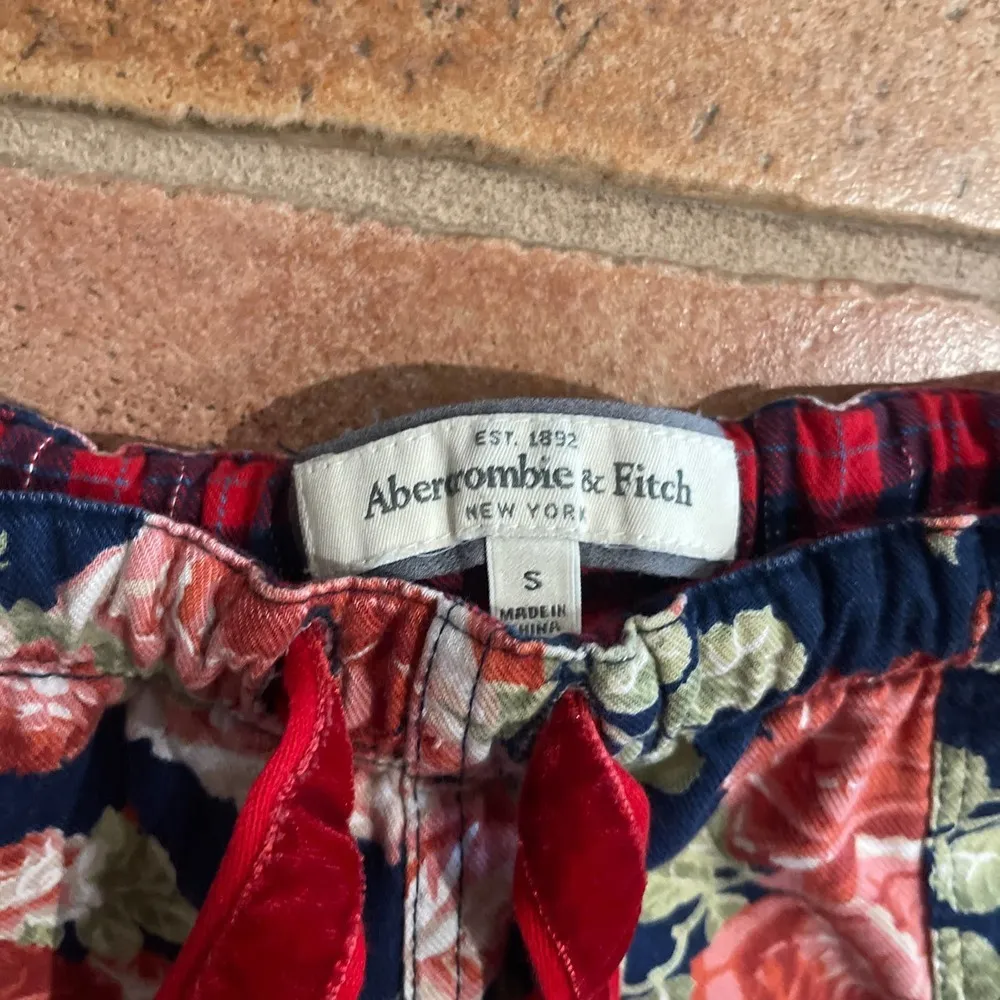 EST. 1892
Abercrombie & Fitch
NEW YORK
S
MADE IN
CHINA